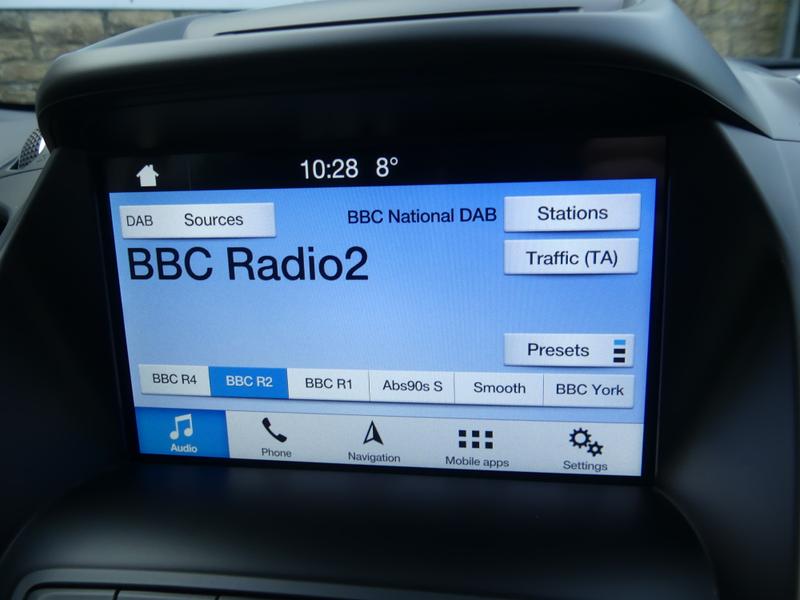 10:28 8°
DAB Sources BBC National DAB Stations
BBC Radio2 Traffic (TA)
Presets
BBC R4 BBC R2 BBC R1 Abs90s S Smooth BBC York
Audio Phone Navigation Mobile apps Settings